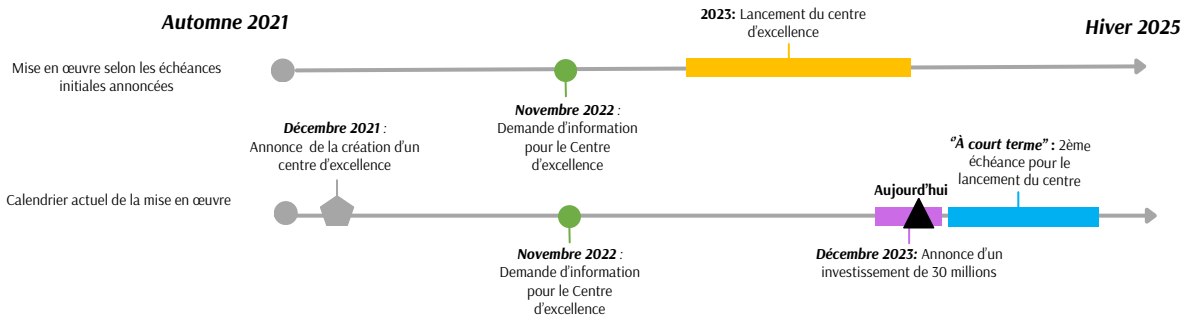 Automne 2021
2023: Lancement du centre
d'excellence
Hiver 2025
Mise en œuvre selon les échéances
initiales annoncées
Novembre 2022 :
Demande d'information
pour le Centre
d'excellence
Décembre 2021 :
Annonce de la création d'un
centre d'excellence
"À court terme" : 2ème
échéance pour le
lancement du centre
Aujourd'hui
Calendrier actuel de la mise en œuvre
Novembre 2022 :
Demande d'information
pour le Centre
d'excellence
Décembre 2023: Annonce d'un
investissement de 30 millions